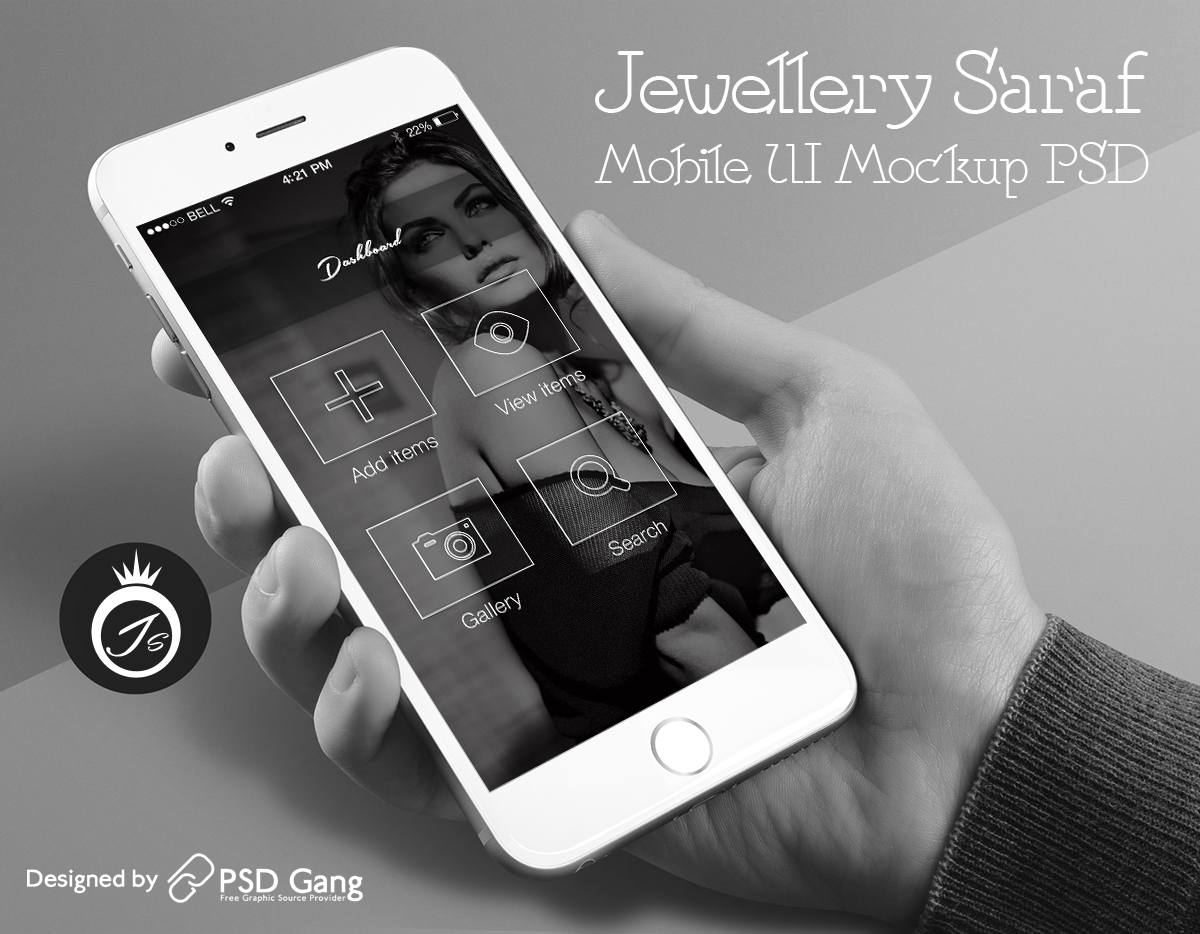 Jewellery Saraf
Mobile UI Mockup PSD
BELL
4:21 PM
22%
Dashboard
Add items
View items
Gallery
Search
Js
Designed by PSD Gang
Free Graphic Source Provider